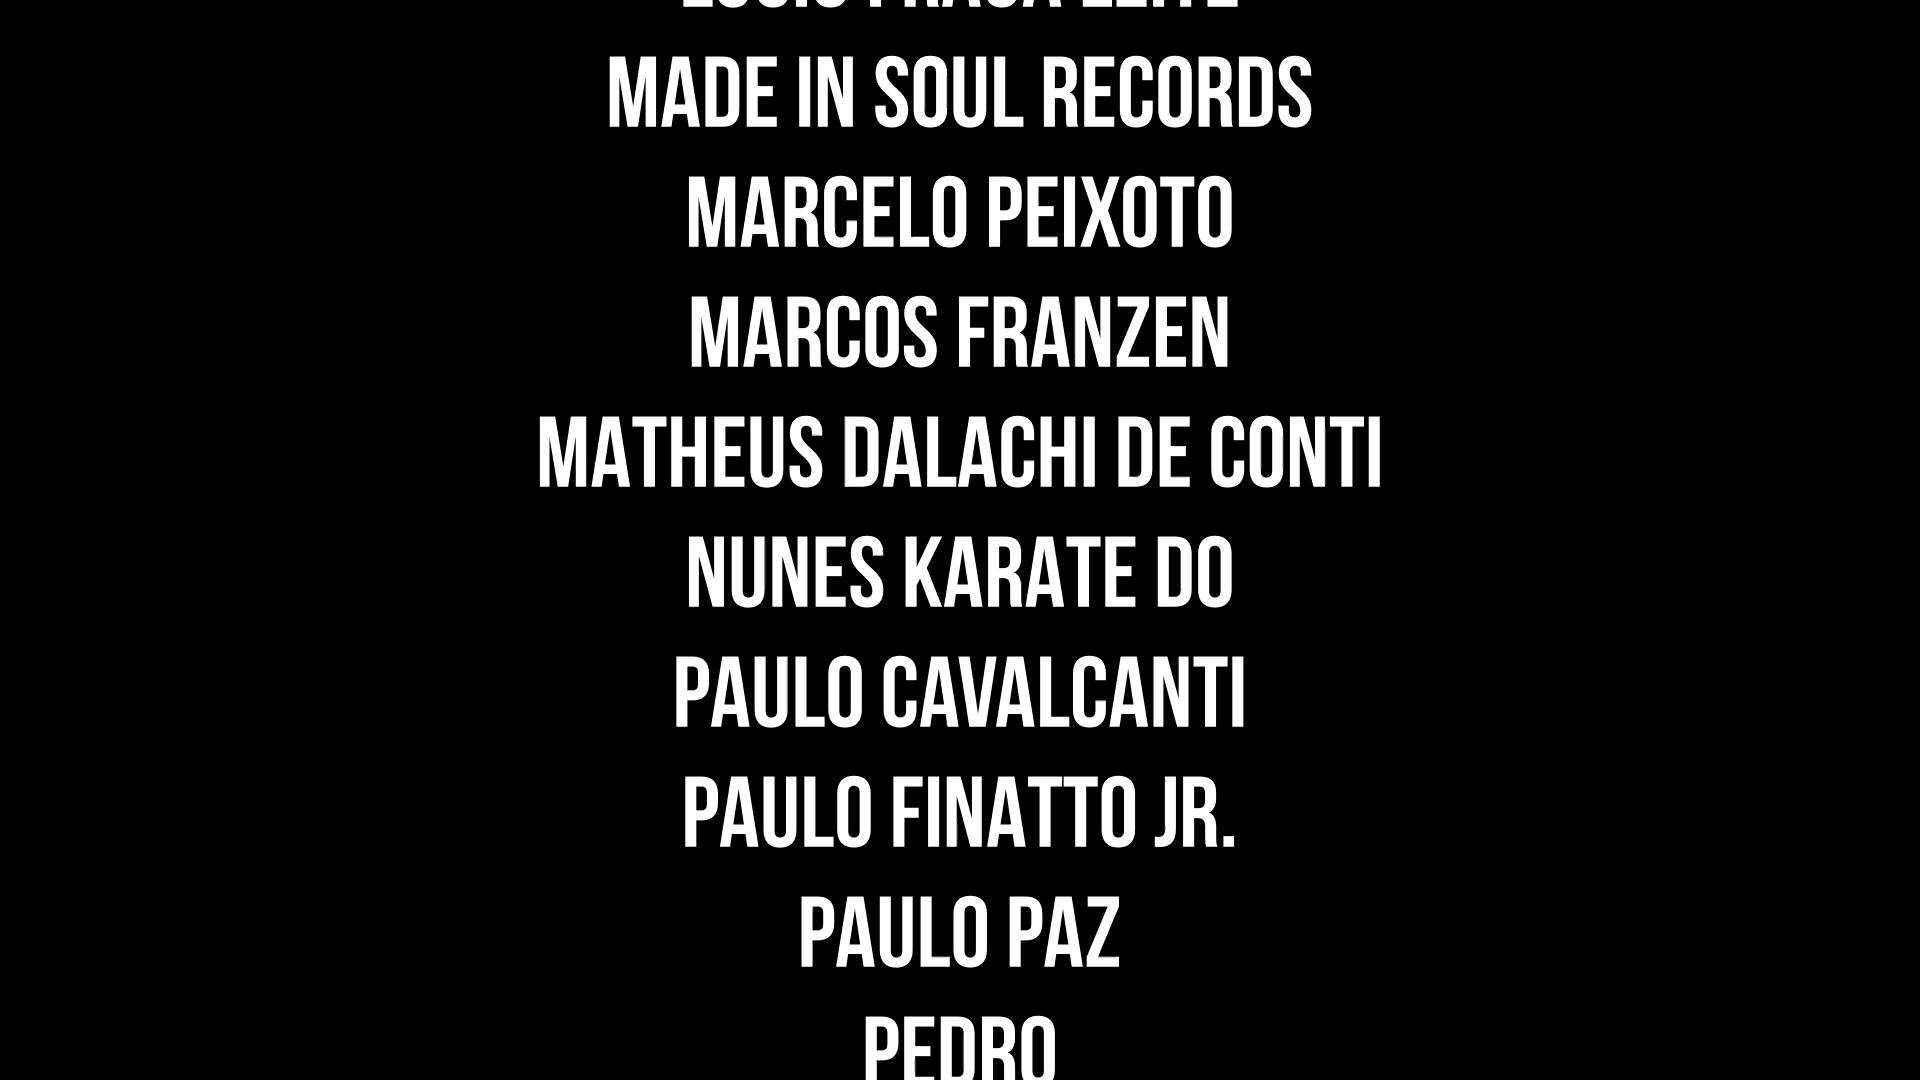 MADE IN SOUL RECORDS
MARCELO PEIXOTO
MARCOS FRANZEN
MATHEUS DALACHI DE CONTI
NUNES KARATE DO
PAULO CAVALCANTI
PAULO FINATTO JR.
PAULO PAZ
PEDRO